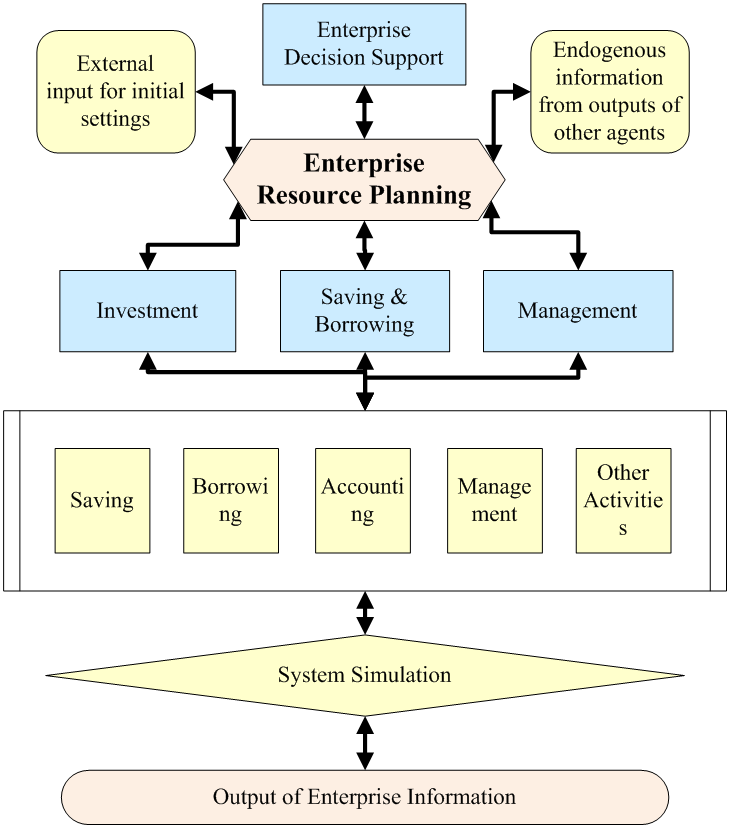 Enterprise
Decision Support
External
input for initial
settings
Endogenous
information
from outputs of
other agents
Enterprise
Resource Planning
Investment
Saving &
Borrowing
Management
Saving
Borrowi
ng
Accounti
ng
Manage
ment
Other
Activitie
s
System Simulation
Output of Enterprise Information